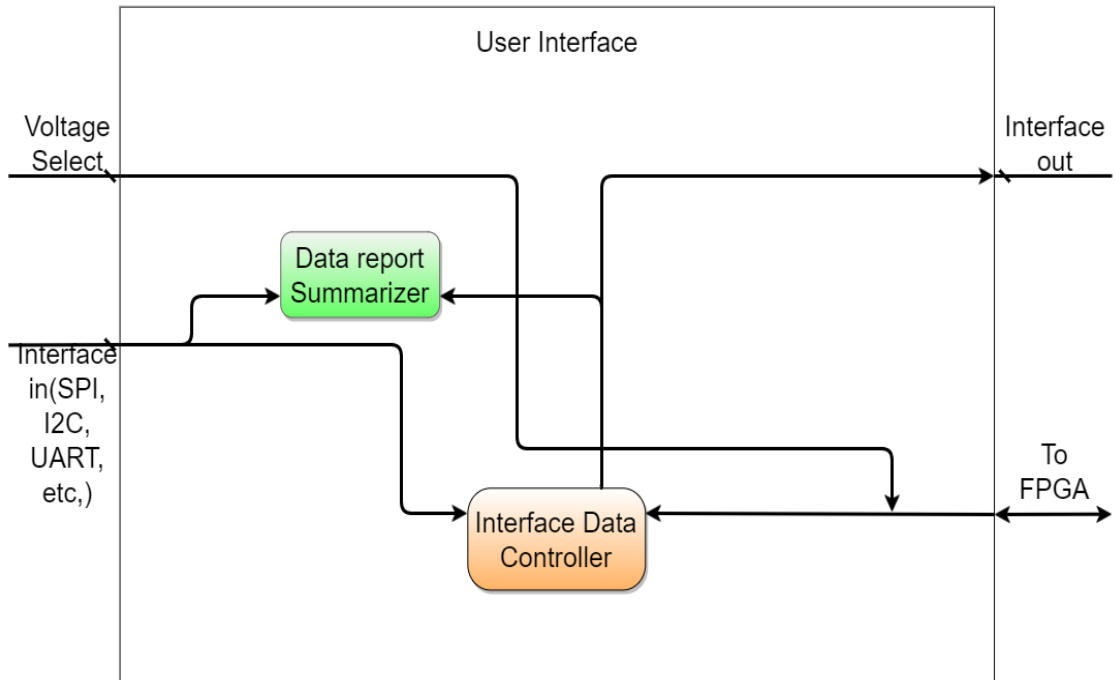 User Interface
Voltage
Select
Interface
out
Data report
Summarizer
Interface
in(SPI,
I2C,
UART,
etc,)
To
FPGA
Interface Data
Controller